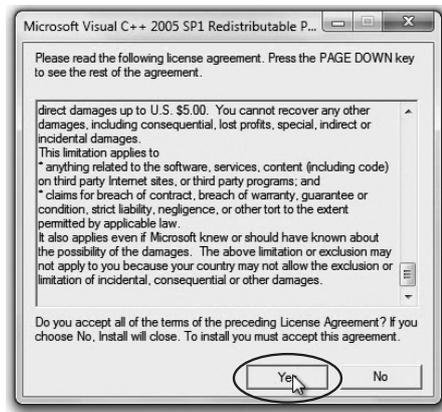 Microsoft Visual C++ 2005 SP1 Redistributable P...
Please read the following license agreement. Press the PAGE DOWN key
to see the rest of the agreement.
direct damages up to U.S. $5.00. You cannot recover any other
damages, including consequential, lost profits, special, indirect or
incidental damages.
This limitation applies to
* anything related to the software, services, content (including code)
on third party Internet sites, or third party programs; and
* claims for breach of contract, breach of warranty, guarantee or
condition, strict liability, negligence, or other tort to the extent
permitted by applicable law.
It also applies even if Microsoft knew or should have known about
the possibility of the damages. The above limitation or exclusion may
not apply to you because your country may not allow the exclusion or
limitation of incidental, consequential or other damages.
Do you accept all of the terms of the preceding License Agreement? If you
choose No, Install will close. To install you must accept this agreement.
Yes
No